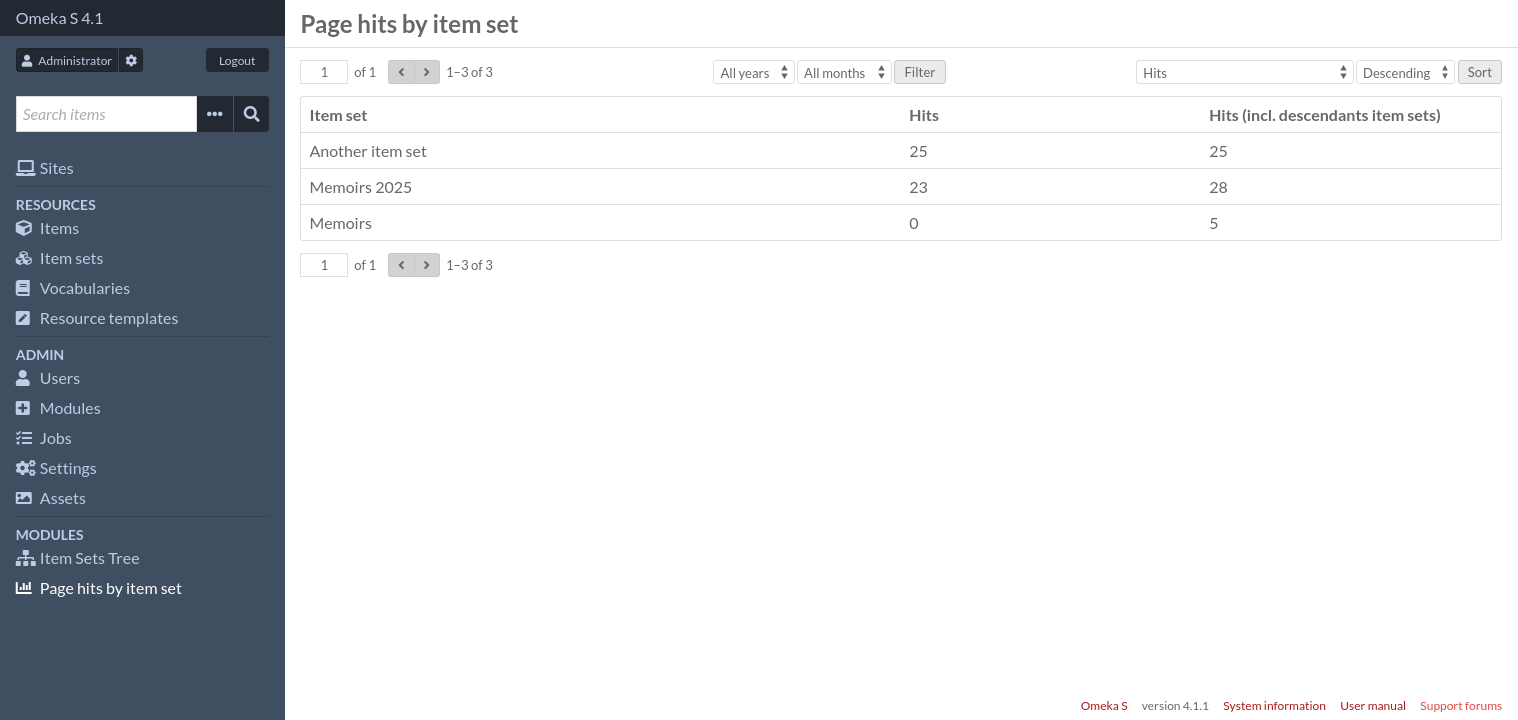 Omeka S 4.1
Administrator
Logout
Search items
Sites
RESOURCES
Items
Item sets
Vocabularies
Resource templates
ADMIN
Users
Modules
Jobs
Settings
Assets
MODULES
Item Sets Tree
Page hits by item set
Page hits by item set
1 of 1 1–3 of 3 All years All months Filter Hits Descending Sort
Item set Hits Hits (incl. descendants item sets)
Another item set 25 25
Memoirs 2025 23 28
Memoirs 0 5
1 of 1 1–3 of 3
Omeka S version 4.1.1 System information User manual Support forums